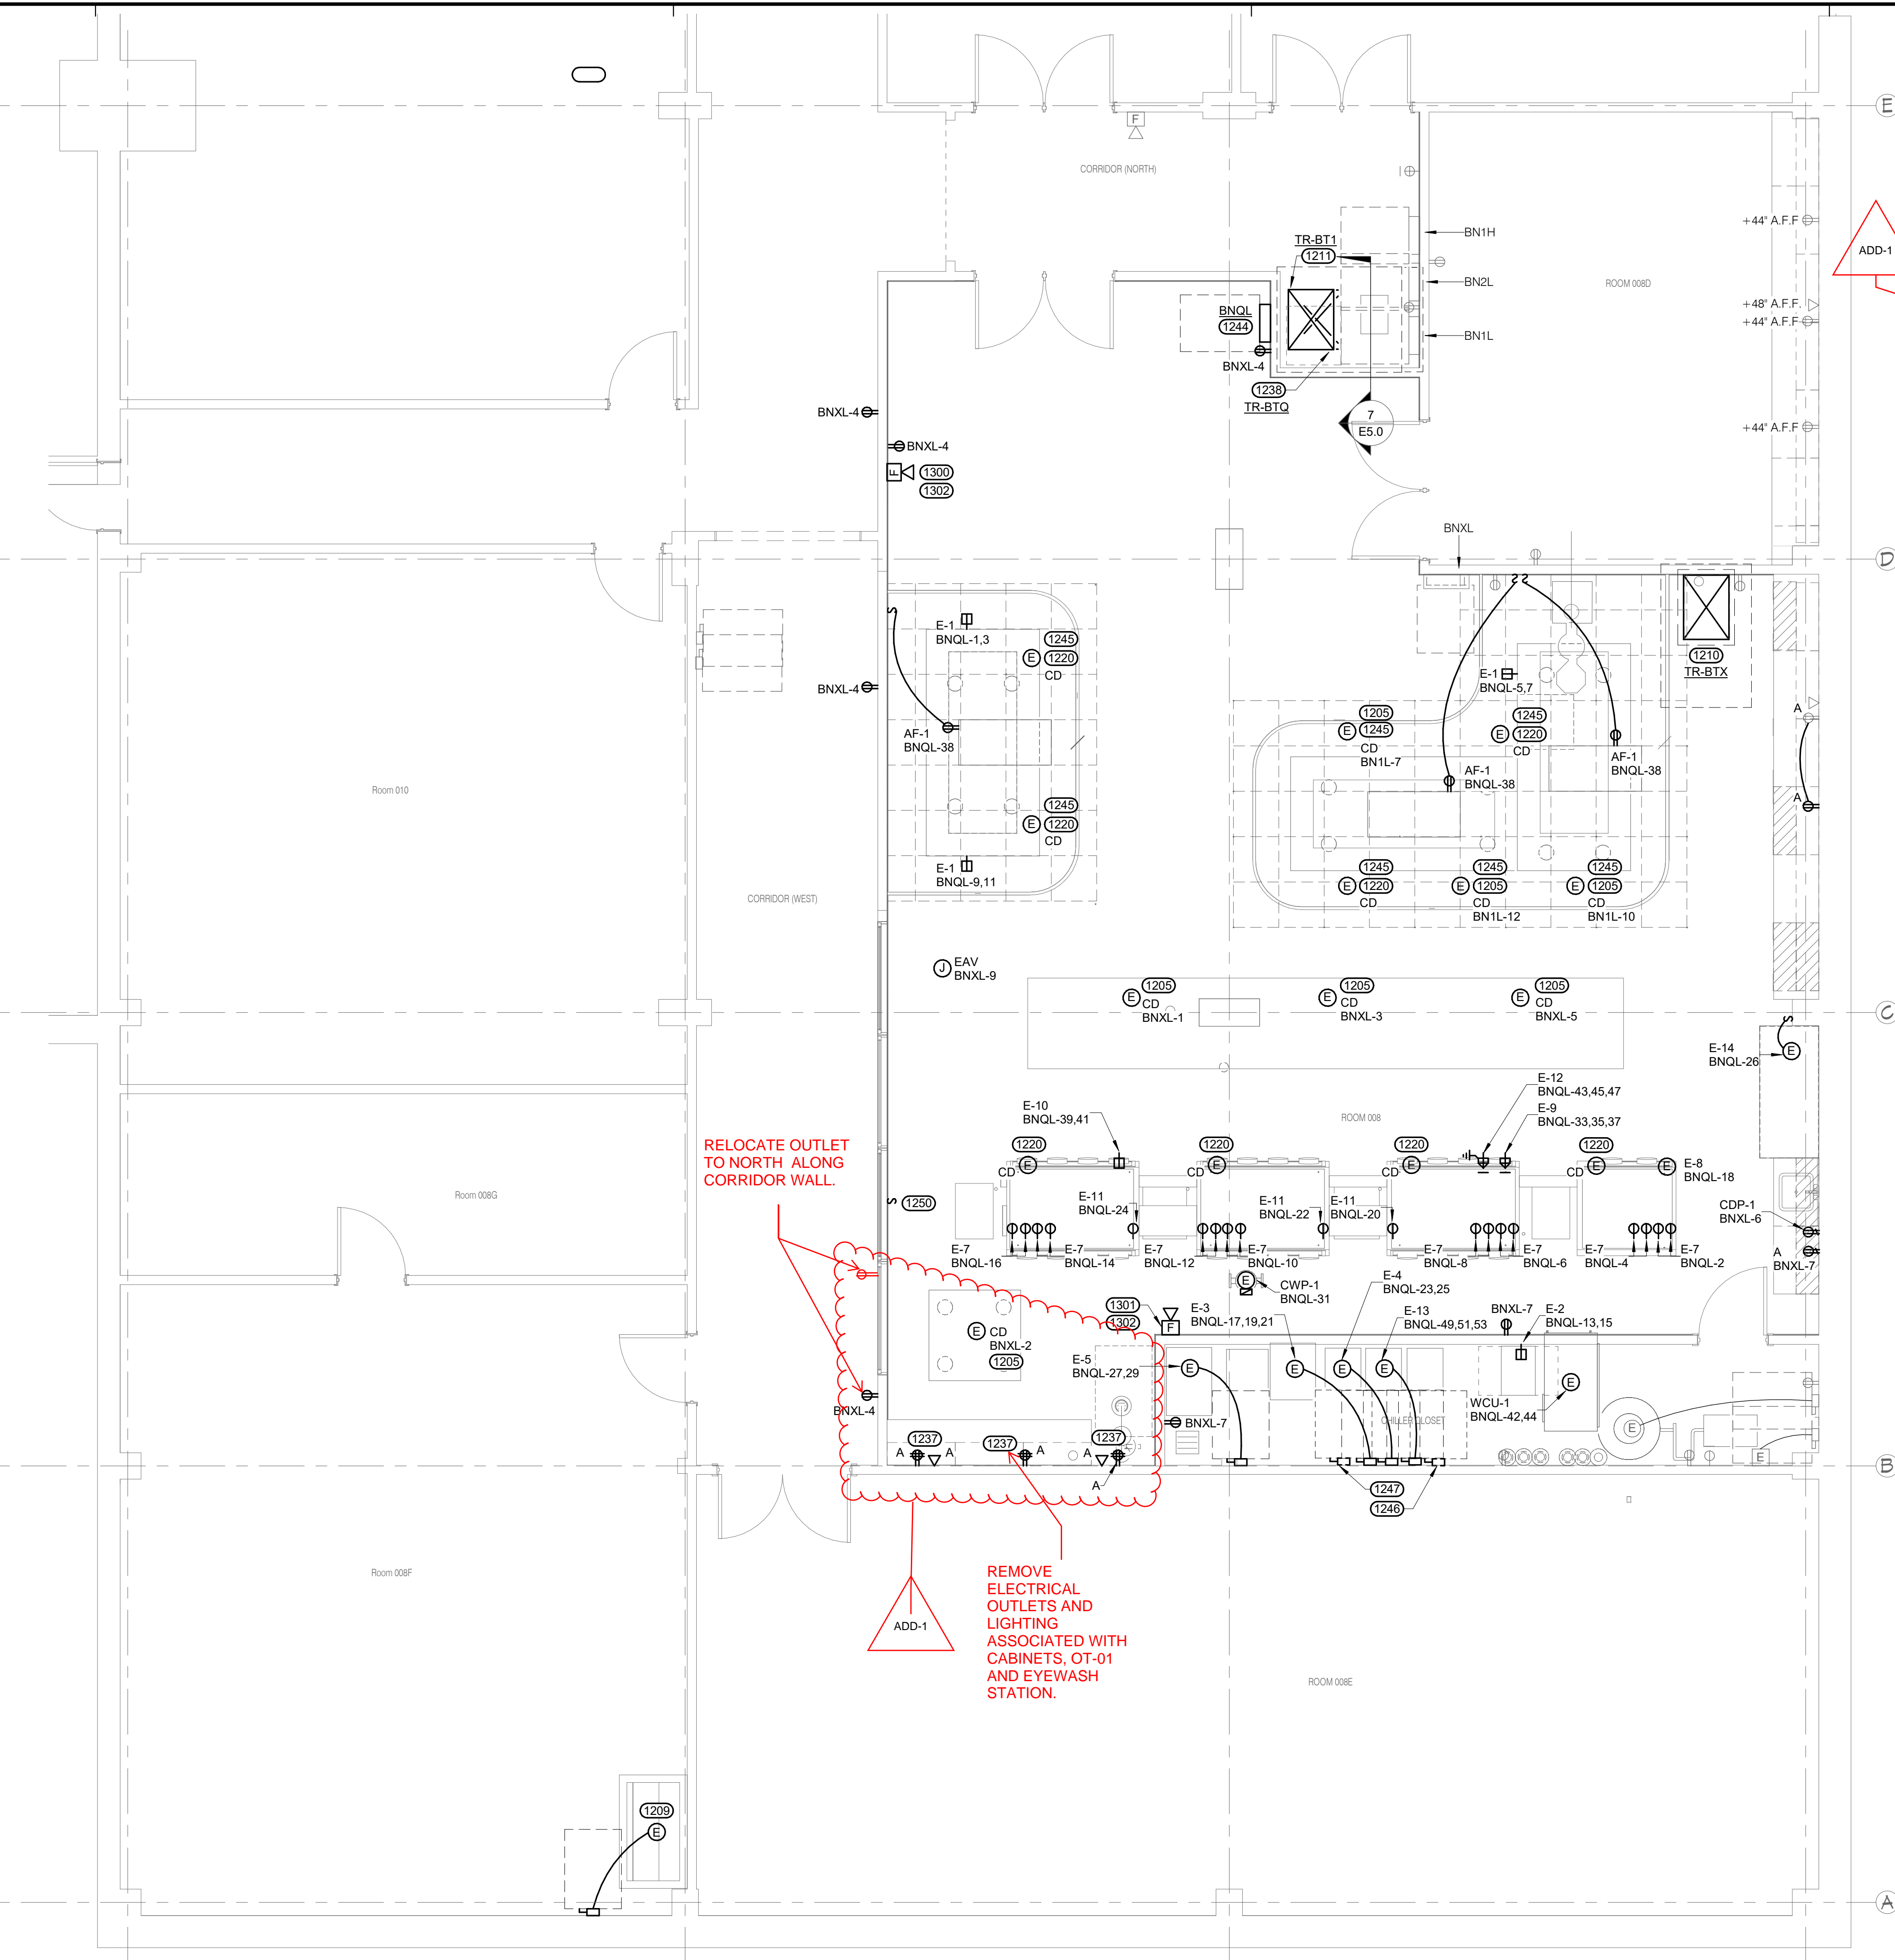 E
F
CORRIDOR (NORTH)
+44" A.F.F
ADD-1
BN1H
TR-BT1
1211
BN2L
ROOM 008D
+48" A.F.F.
BNQL
1244
+44" A.F.F
BN1L
BNXL-4
1238
TR-BTQ
BNXL-4
7
E5.0
+44" A.F.F
BNXL-4
F
1300
1302
BNXL
D
E-1
BNQL-1,3
1245
E
1220
CD
1210
TR-BTX
E-1
BNQL-5,7
BNXL-4
1205
E
1245
CD
BN1L-7
1245
E
1220
CD
A
AF-1
BNQL-38
AF-1
BNQL-38
AF-1
BNQL-38
Room 010
A
1245
E
1220
CD
E-1
BNQL-9,11
1245
E
1220
CD
1245
E
1205
CD
BN1L-12
1245
E
1205
CD
BN1L-10
CORRIDOR (WEST)
J
EAV
BNXL-9
1205
E
CD
BNXL-1
1205
E
CD
BNXL-3
1205
E
CD
BNXL-5
C
E-14
BNQL-26
E
E-12
BNQL-43,45,47
E-10
BNQL-39,41
E-9
BNQL-33,35,37
ROOM 008
RELOCATE OUTLET
TO NORTH ALONG
CORRIDOR WALL.
1220
CD
E
1220
CD
E
1220
CD
E
1220
CD
E
E
E-8
BNQL-18
Room 008G
1250
E-11
BNQL-24
E-11
BNQL-22
E-11
BNQL-20
CDP-1
BNXL-6
E-7
BNQL-16
E-7
BNQL-14
E-7
BNQL-12
E-7
BNQL-10
E-7
BNQL-8
E-7
BNQL-6
E-7
BNQL-4
E-7
BNQL-2
A
BNXL-7
E
CWP-1
BNQL-31
E-4
BNQL-23,25
1301
1302
F
E-3
BNQL-17,19,21
E-13
BNQL-49,51,53
BNXL-7
E-2
BNQL-13,15
E
CD
BNXL-2
1205
E-5
BNQL-27,29
E
E
E
E
E
WCU-1
BNQL-42,44
BNXL-4
BNXL-7
CHILLER CLOSET
E
1237
A
A
1237
A
1237
A
A
E
B
1247
1246
ADD-1
REMOVE
ELECTRICAL
OUTLETS AND
LIGHTING
ASSOCIATED WITH
CABINETS, OT-01
AND EYEWASH
STATION.
Room 008F
ROOM 008E
1209
E
A